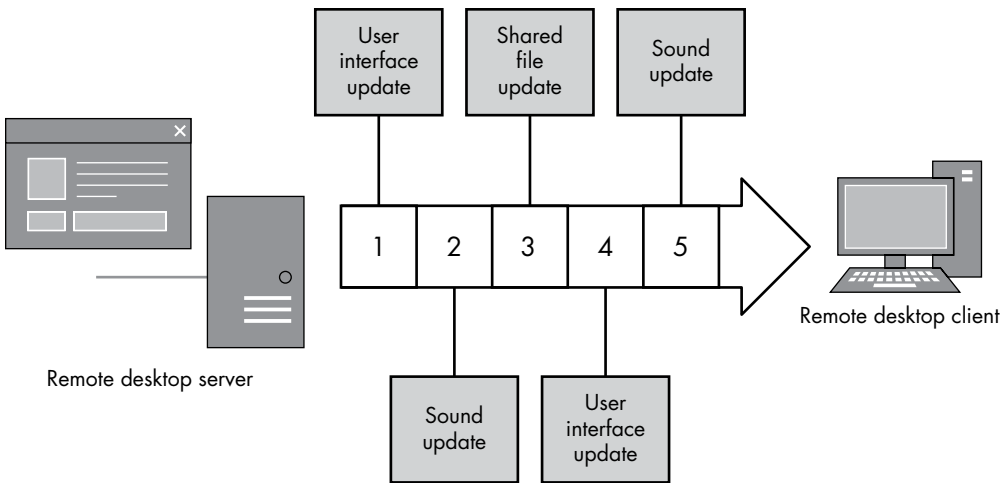 User
interface
update
Shared
file
update
Sound
update
1
2
3
4
5
Remote desktop server
Remote desktop client
Sound
update
User
interface
update